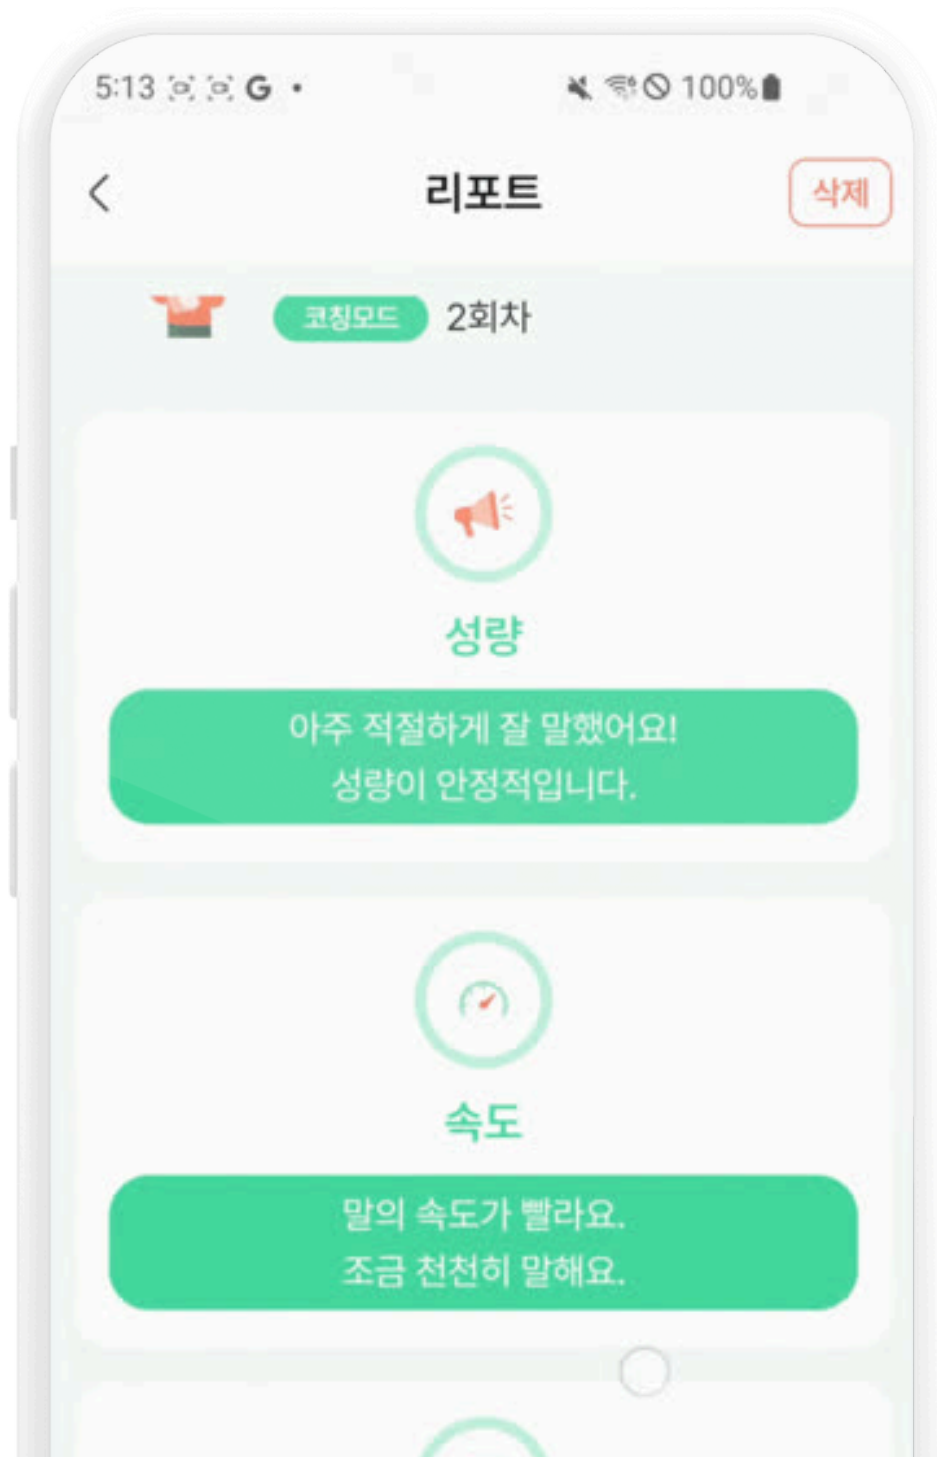 5:13 G 100%
리포트
삭제
코칭모드 2회차
성량
아주 적절하게 잘 말했어요!
성량이 안정적입니다.
속도
말의 속도가 빨라요.
조금 천천히 말해요.